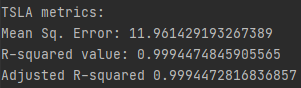 TSLA metrics:
Mean Sq. Error: 11.961429193267389
R-squared value: 0.9994474845905565
Adjusted R-squared 0.9994472816836857